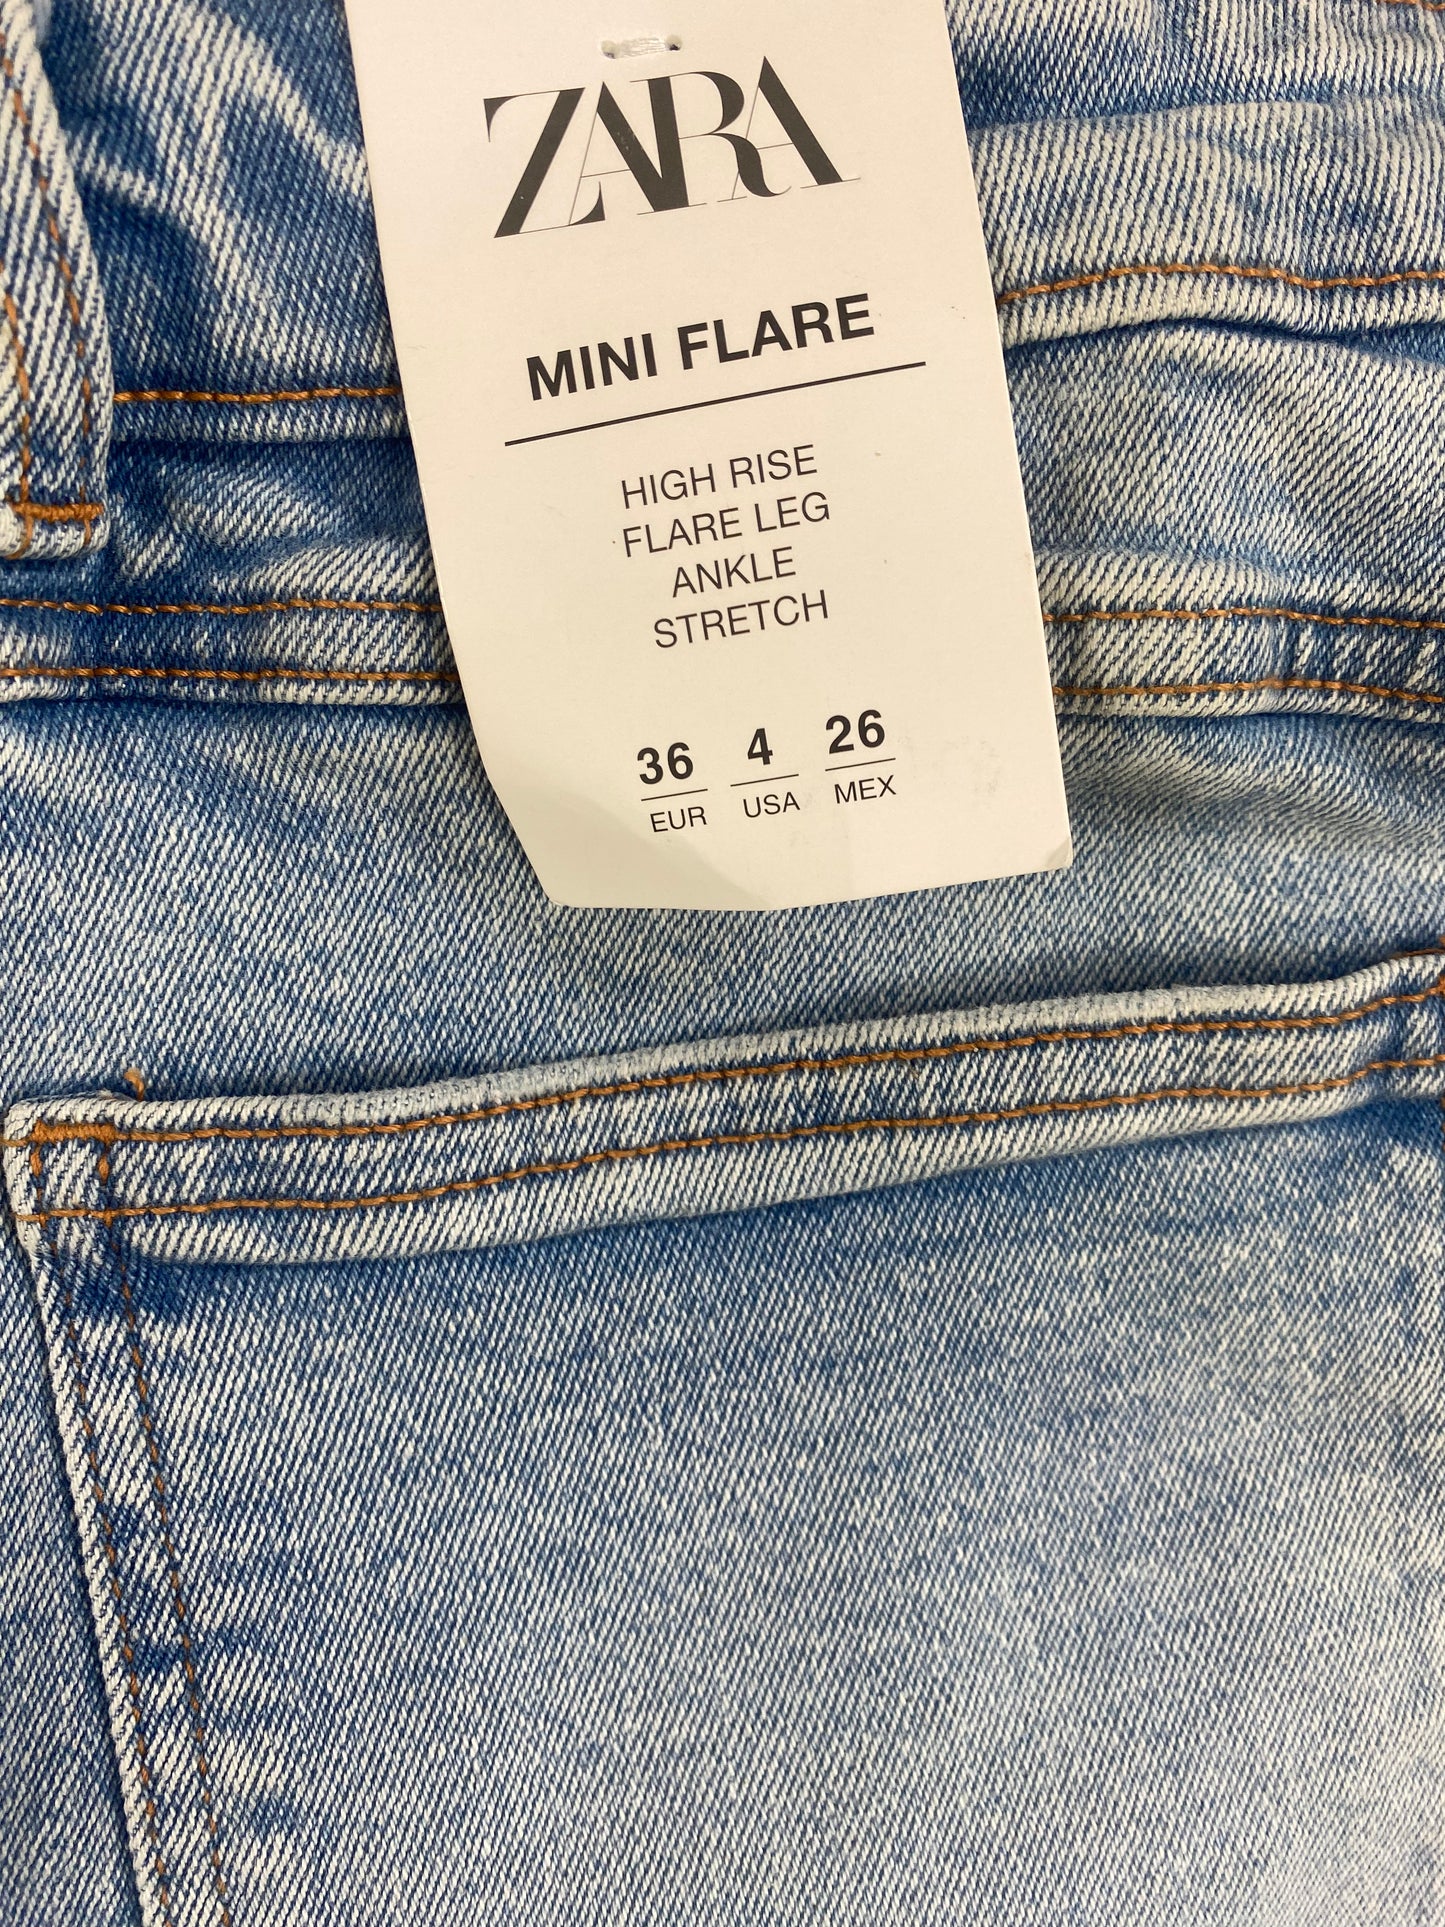 ZARA
MINI FLARE
HIGH RISE
FLARE LEG
ANKLE
STRETCH
36 4 26
EUR USA MEX